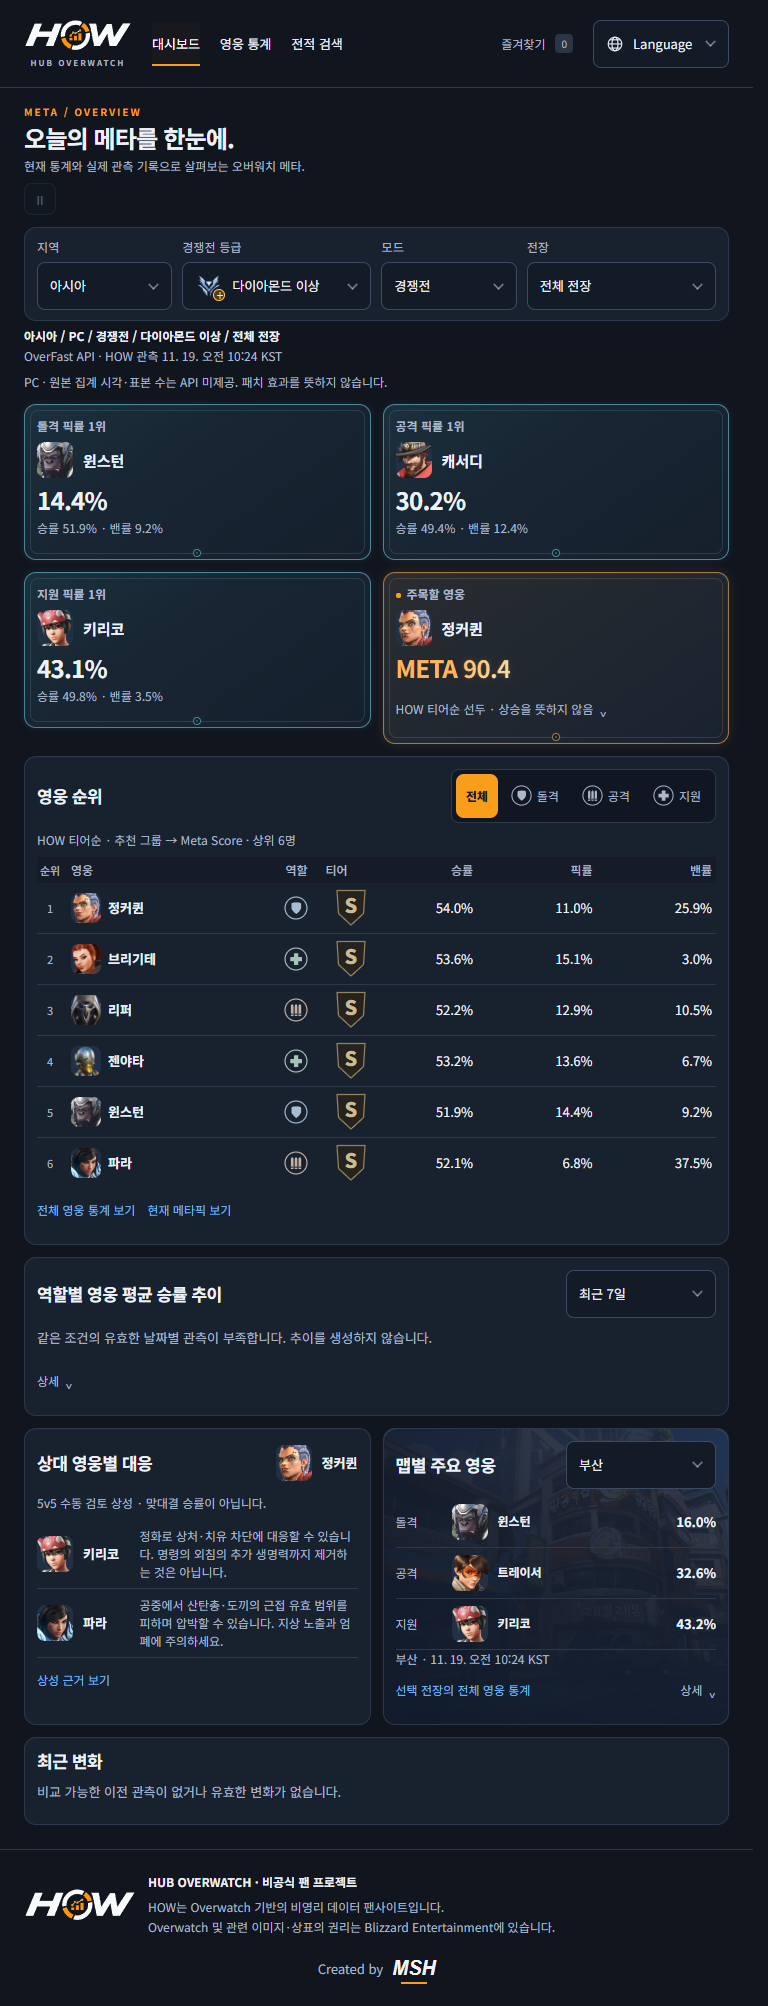 HOW
HUB OVERWATCH
대시보드 영웅 통계 전적 검색
즐겨찾기 0
Language
META / OVERVIEW
오늘의 메타를 한눈에.
현재 통계와 실제 관측 기록으로 살펴보는 오버워치 메타.
지역 경쟁전 등급 모드 전장
아시아 다이아몬드 이상 경쟁전 전체 전장
아시아 / PC / 경쟁전 / 다이아몬드 이상 / 전체 전장
OverFast API · HOW 관측 11. 19. 오전 10:24 KST
PC · 원본 집계 시각·표본 수는 API 미제공. 패치 효과를 뜻하지 않습니다.
돌격 픽률 1위
윈스턴
14.4%
승률 51.9% · 밴률 9.2%
공격 픽률 1위
캐서디
30.2%
승률 49.4% · 밴률 12.4%
지원 픽률 1위
키리코
43.1%
승률 49.8% · 밴률 3.5%
주목할 영웅
정커퀸
META 90.4
HOW 티어순 선두 · 상승을 뜻하지 않음
영웅 순위
전체 돌격 공격 지원
HOW 티어순 · 추천 그룹 → Meta Score · 상위 6명
순위 영웅 역할 티어 승률 픽률 밴률
1 정커퀸 S 54.0% 11.0% 25.9%
2 브리기테 S 53.6% 15.1% 3.0%
3 리퍼 S 52.2% 12.9% 10.5%
4 젠야타 S 53.2% 13.6% 6.7%
5 윈스턴 S 51.9% 14.4% 9.2%
6 파라 S 52.1% 6.8% 37.5%
전체 영웅 통계 보기 현재 메타픽 보기
역할별 영웅 평균 승률 추이
최근 7일
같은 조건의 유효한 날짜별 관측이 부족합니다. 추이를 생성하지 않습니다.
상세
상대 영웅별 대응
정커퀸
5v5 수동 검토 상성 · 맞대결 승률이 아닙니다.
키리코
정화로 상처·치유 차단에 대응할 수 있습니
다. 명령의 외침의 추가 생명력까지 제거하
는 것은 아닙니다.
파라
공중에서 산탄총·도끼의 근접 유효 범위를
피하며 압박할 수 있습니다. 지상 노출과 엄
폐에 주의하세요.
상성 근거 보기
맵별 주요 영웅
부산
돌격 윈스턴 16.0%
공격 트레이서 32.6%
지원 키리코 43.2%
부산 · 11. 19. 오전 10:24 KST
선택 전장의 전체 영웅 통계
상세
최근 변화
비교 가능한 이전 관측이 없거나 유효한 변화가 없습니다.
HOW
HUB OVERWATCH · 비공식 팬 프로젝트
HOW는 Overwatch 기반의 비영리 데이터 팬사이트입니다.
Overwatch 및 관련 이미지·상표의 권리는 Blizzard Entertainment에 있습니다.
Created by MSH